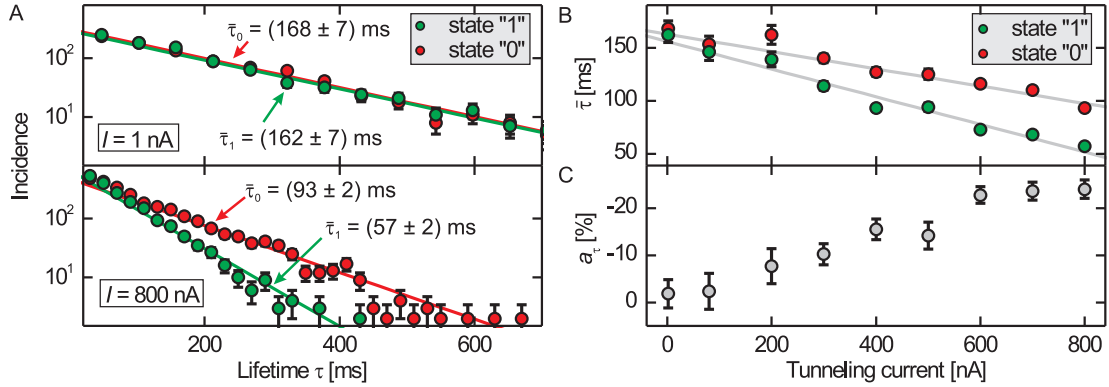 A
state "1"
state "0"
τ̄₀ = (168 ± 7) ms
τ̄₁ = (162 ± 7) ms
I = 1 nA
10²
10¹
Incidence
τ̄₀ = (93 ± 2) ms
τ̄₁ = (57 ± 2) ms
I = 800 nA
10²
10¹
200
400
600
Lifetime τ [ms]
B
state "1"
state "0"
150
100
50
τ̄ [ms]
C
-20
-10
0
aτ [%]
0
200
400
600
800
Tunneling current [nA]